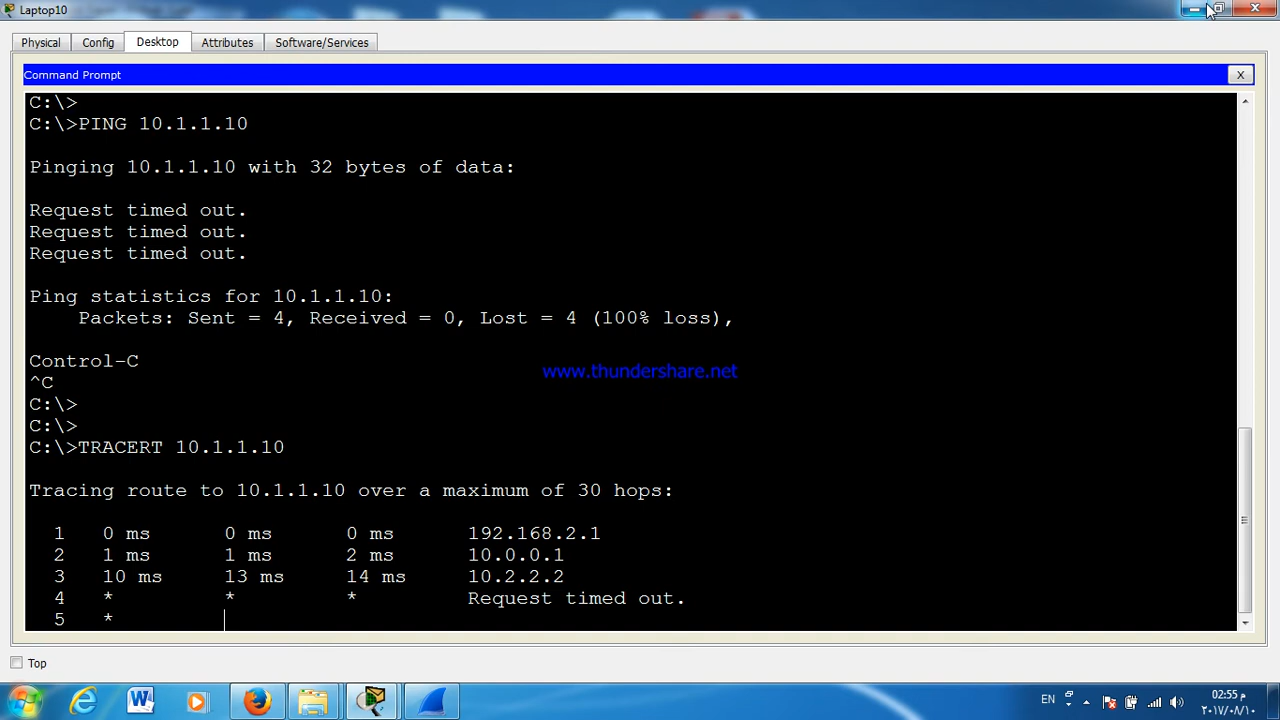 Laptop10
Physical Config Desktop Attributes Software/Services
Command Prompt X
C:\>
C:\>PING 10.1.1.10
Pinging 10.1.1.10 with 32 bytes of data:
Request timed out.
Request timed out.
Request timed out.
Ping statistics for 10.1.1.10:
Packets: Sent = 4, Received = 0, Lost = 4 (100% loss),
Control-C
www.thundershare.net
^C
C:\>
C:\>
C:\>TRACERT 10.1.1.10
Tracing route to 10.1.1.10 over a maximum of 30 hops:
1 0 ms 0 ms 0 ms 192.168.2.1
2 1 ms 1 ms 2 ms 10.0.0.1
3 10 ms 13 ms 14 ms 10.2.2.2
4 * * * Request timed out.
5 *
Top
EN
02:55 م
٢٠١٧/٠٨/١٠